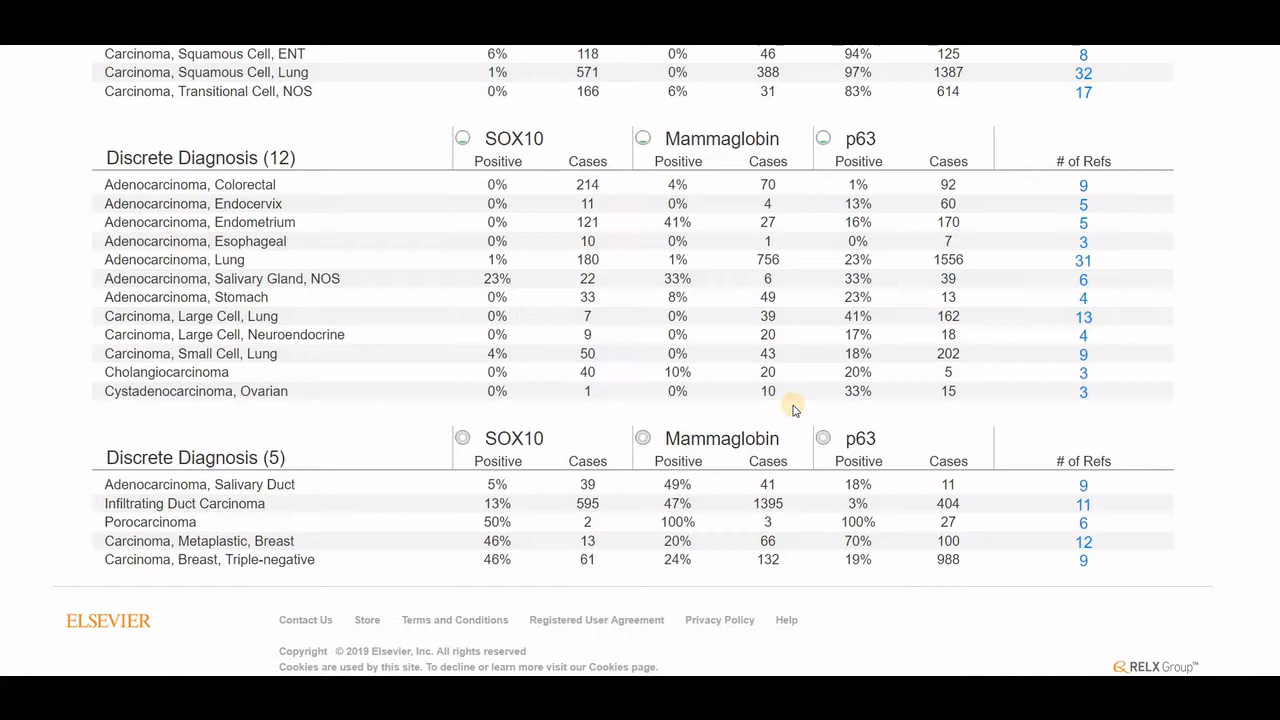 Carcinoma, Squamous Cell, ENT 6% 118 0% 46 94% 125 8
Carcinoma, Squamous Cell, Lung 1% 571 0% 388 97% 1387 32
Carcinoma, Transitional Cell, NOS 0% 166 6% 31 83% 614 17
SOX10 Mammaglobin p63
Discrete Diagnosis (12) Positive Cases Positive Cases Positive Cases # of Refs
Adenocarcinoma, Colorectal 0% 214 4% 70 1% 92 9
Adenocarcinoma, Endocervix 0% 11 0% 4 13% 60 5
Adenocarcinoma, Endometrium 0% 121 41% 27 16% 170 5
Adenocarcinoma, Esophageal 0% 10 0% 1 0% 7 3
Adenocarcinoma, Lung 1% 180 1% 756 23% 1556 31
Adenocarcinoma, Salivary Gland, NOS 23% 22 33% 6 33% 39 6
Adenocarcinoma, Stomach 0% 33 8% 49 23% 13 4
Carcinoma, Large Cell, Lung 0% 7 0% 39 41% 162 13
Carcinoma, Large Cell, Neuroendocrine 0% 9 0% 20 17% 18 4
Carcinoma, Small Cell, Lung 4% 50 0% 43 18% 202 9
Cholangiocarcinoma 0% 40 10% 20 20% 5 3
Cystadenocarcinoma, Ovarian 0% 1 0% 10 33% 15 3
SOX10 Mammaglobin p63
Discrete Diagnosis (5) Positive Cases Positive Cases Positive Cases # of Refs
Adenocarcinoma, Salivary Duct 5% 39 49% 41 18% 11 9
Infiltrating Duct Carcinoma 13% 595 47% 1395 3% 404 11
Porocarcinoma 50% 2 100% 3 100% 27 6
Carcinoma, Metaplastic, Breast 46% 13 20% 66 70% 100 12
Carcinoma, Breast, Triple-negative 46% 61 24% 132 19% 988 9
ELSEVIER Contact Us Store Terms and Conditions Registered User Agreement Privacy Policy Help
Copyright © 2019 Elsevier, Inc. All rights reserved
Cookies are used by this site. To decline or learn more visit our Cookies page.
RELX Group™